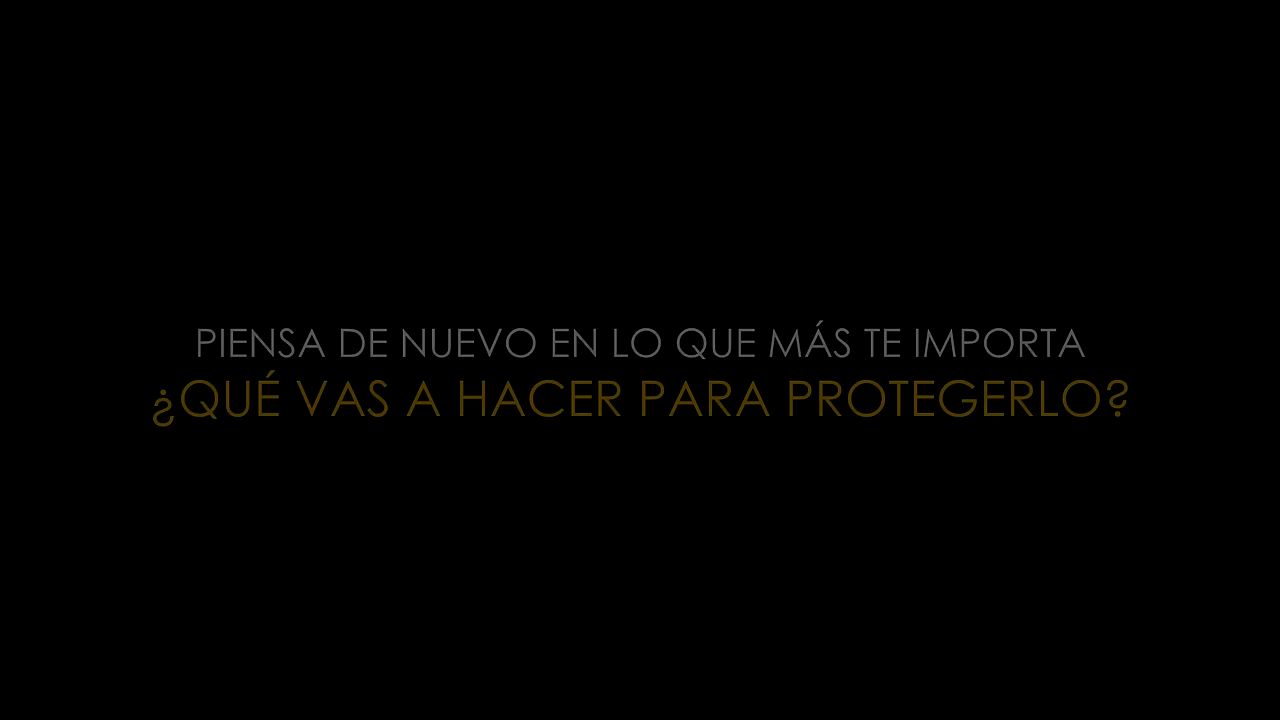 PIENSA DE NUEVO EN LO QUE MÁS TE IMPORTA
¿QUÉ VAS A HACER PARA PROTEGERLO?